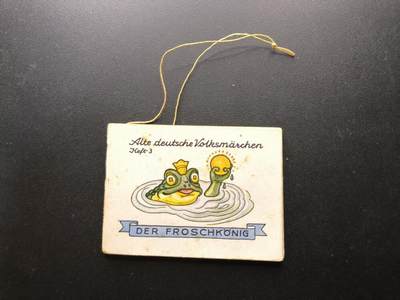 Alte deutsche Volksmärchen
Heft 3
DER FROSCHKÖNIG